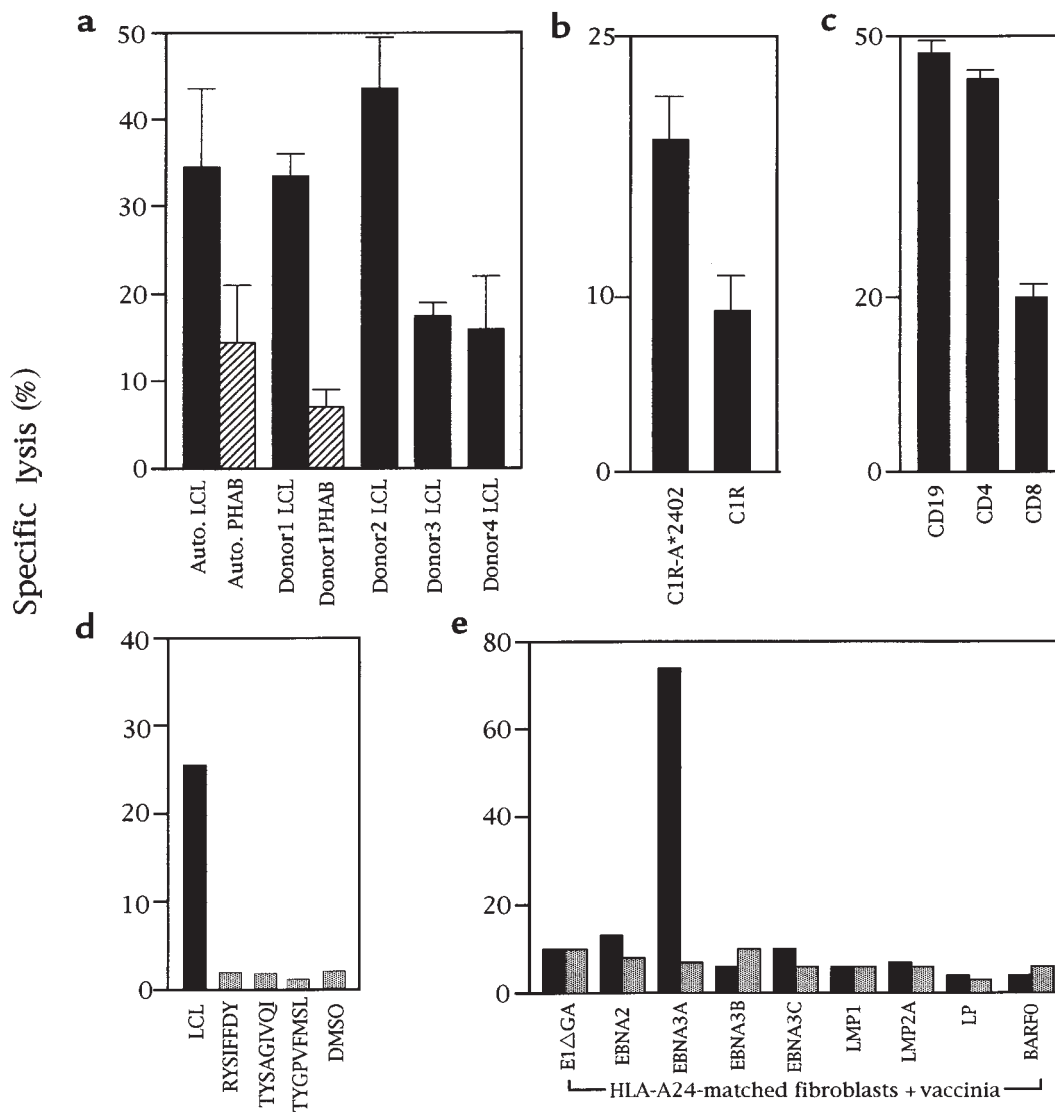 Specific lysis (%)
a
50
40
30
20
10
0
Auto. LCL
Auto. PHAB
Donor1 LCL
Donor1PHAB
Donor2 LCL
Donor3 LCL
Donor4 LCL
b
25
10
0
C1R-A*2402
C1R
c
50
20
0
CD19
CD4
CD8
d
40
30
20
10
0
LCL
RYSIFFDY
TYSAGIVQI
TYGPVFMSL
DMSO
e
80
60
40
20
0
E1△GA
EBNA2
EBNA3A
EBNA3B
EBNA3C
LMP1
LMP2A
LP
BARF0
HLA-A24-matched fibroblasts + vaccinia